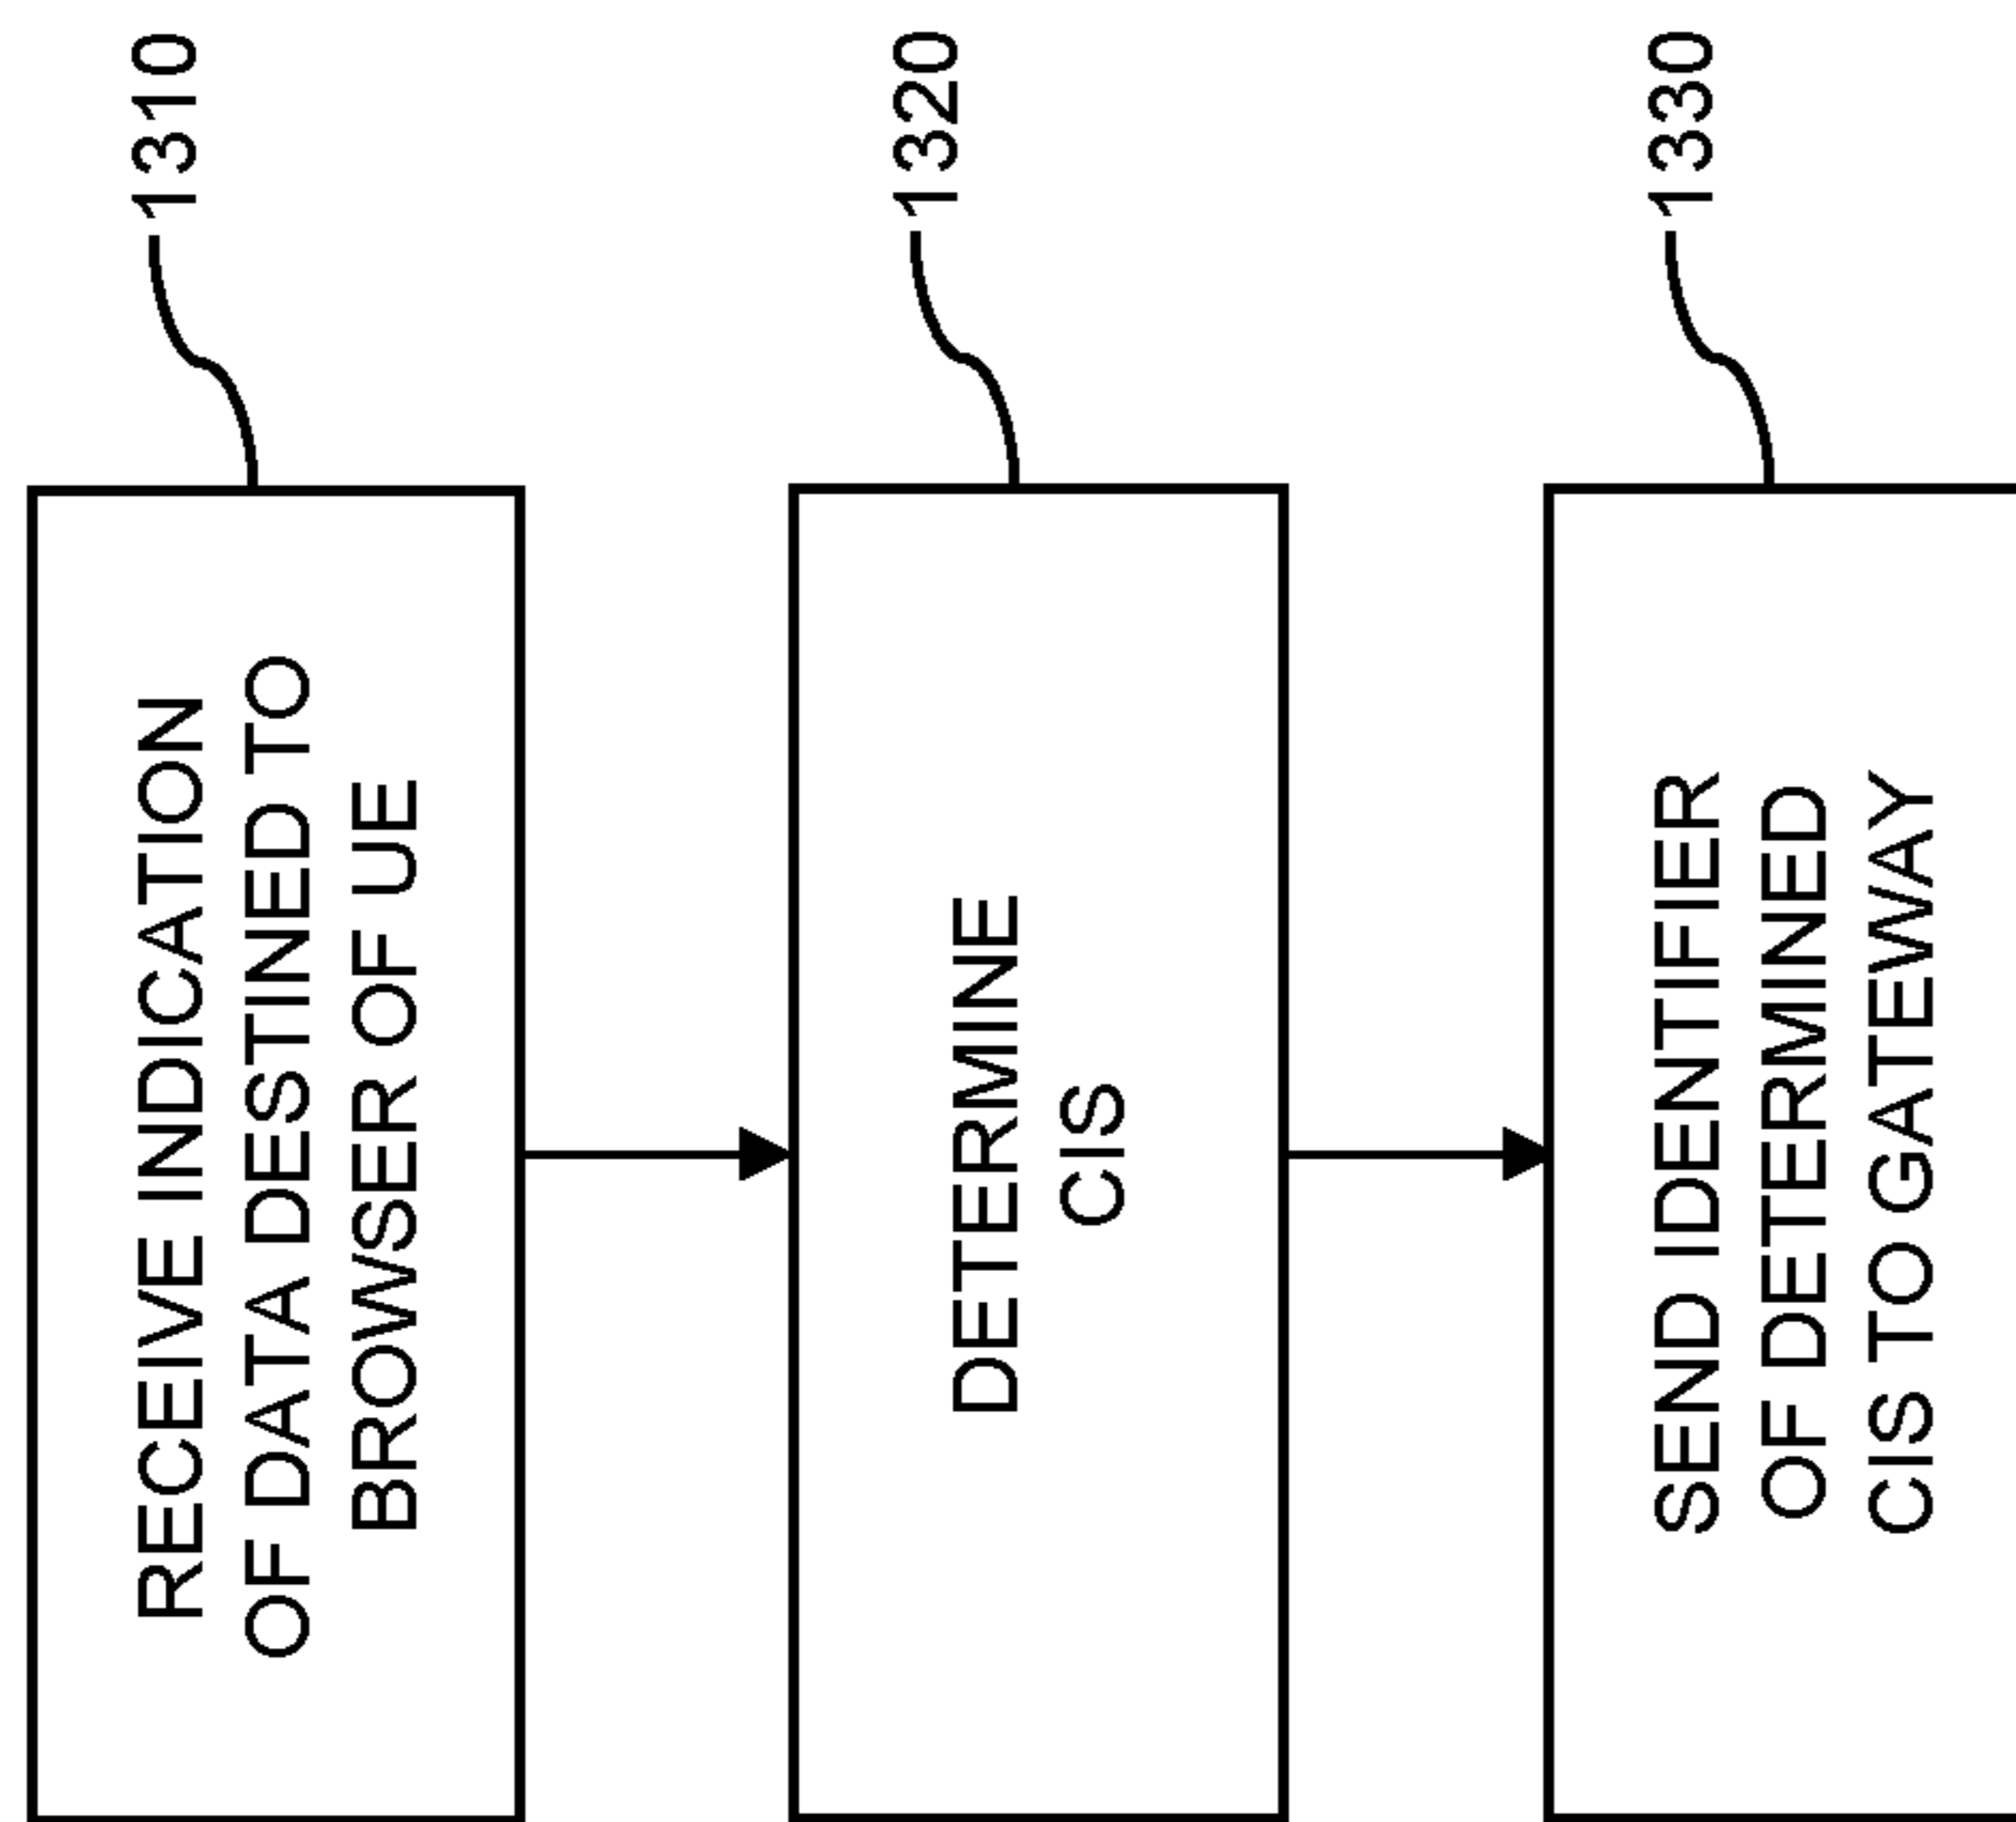 1310
RECEIVE INDICATION
OF DATA DESTINED TO
BROWSER OF UE
1320
DETERMINE
CIS
1330
SEND IDENTIFIER
OF DETERMINED
CIS TO GATEWAY